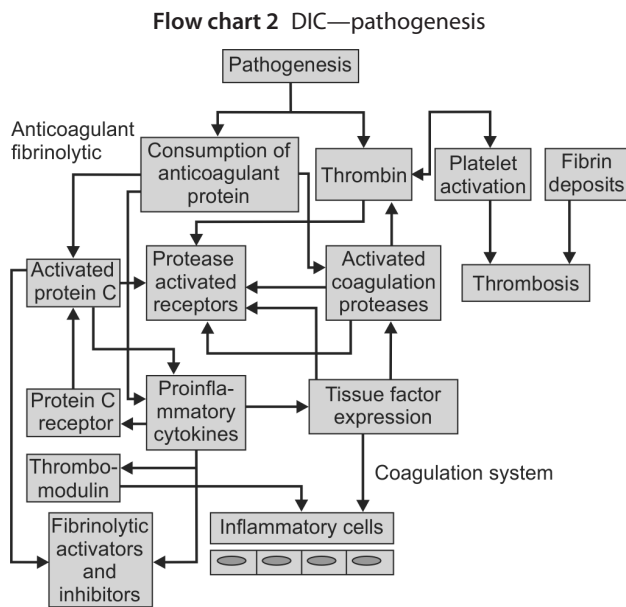 Flow chart 2 DIC—pathogenesis
Pathogenesis
Anticoagulant
fibrinolytic
Consumption of
anticoagulant
protein
Thrombin
Platelet
activation
Fibrin
deposits
Activated
protein C
Protease
activated
receptors
Activated
coagulation
proteases
Thrombosis
Protein C
receptor
Proinfla-
mmatory
cytokines
Tissue factor
expression
Thrombo-
modulin
Coagulation system
Fibrinolytic
activators
and
inhibitors
Inflammatory cells